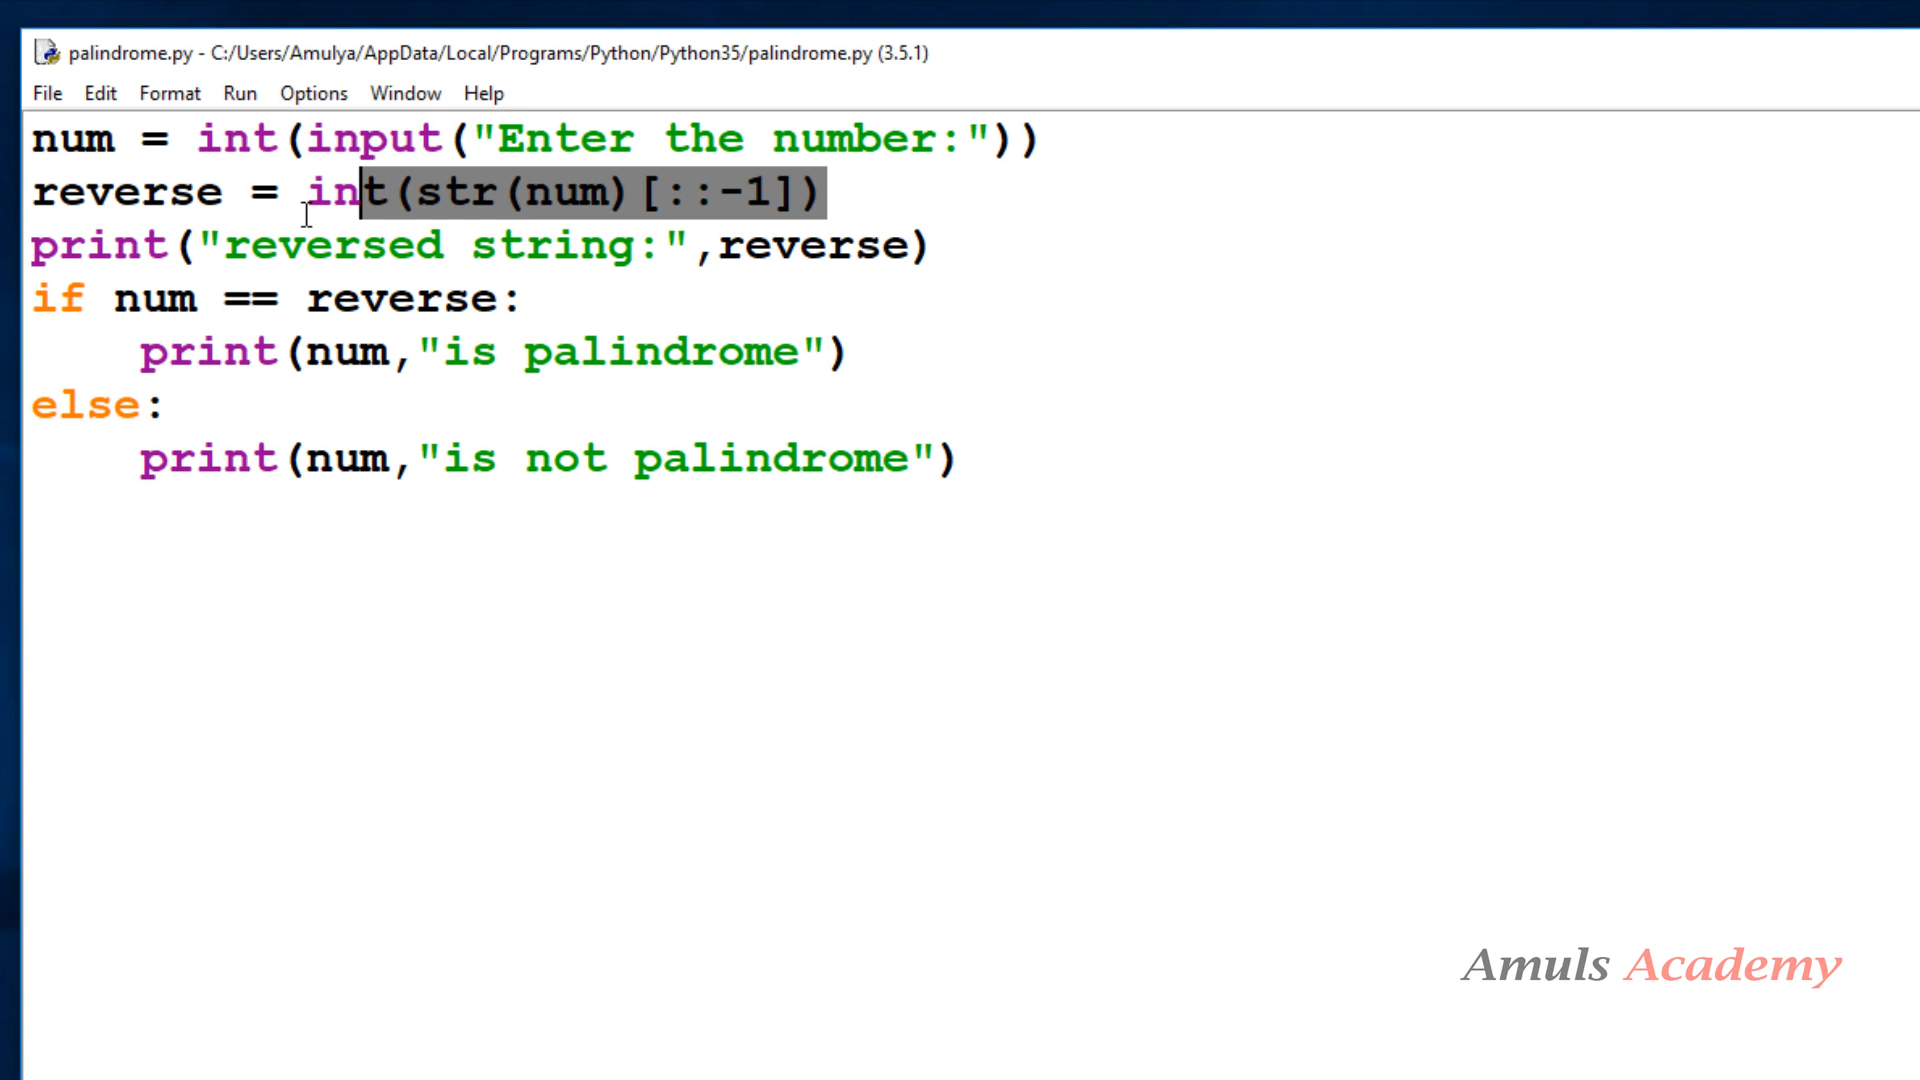 palindrome.py - C:/Users/Amulya/AppData/Local/Programs/Python/Python35/palindrome.py (3.5.1)
File Edit Format Run Options Window Help
num = int(input("Enter the number:"))
reverse = int(str(num)[::-1])
print("reversed string:",reverse)
if num == reverse:
    print(num,"is palindrome")
else:
    print(num,"is not palindrome")
Amuls Academy